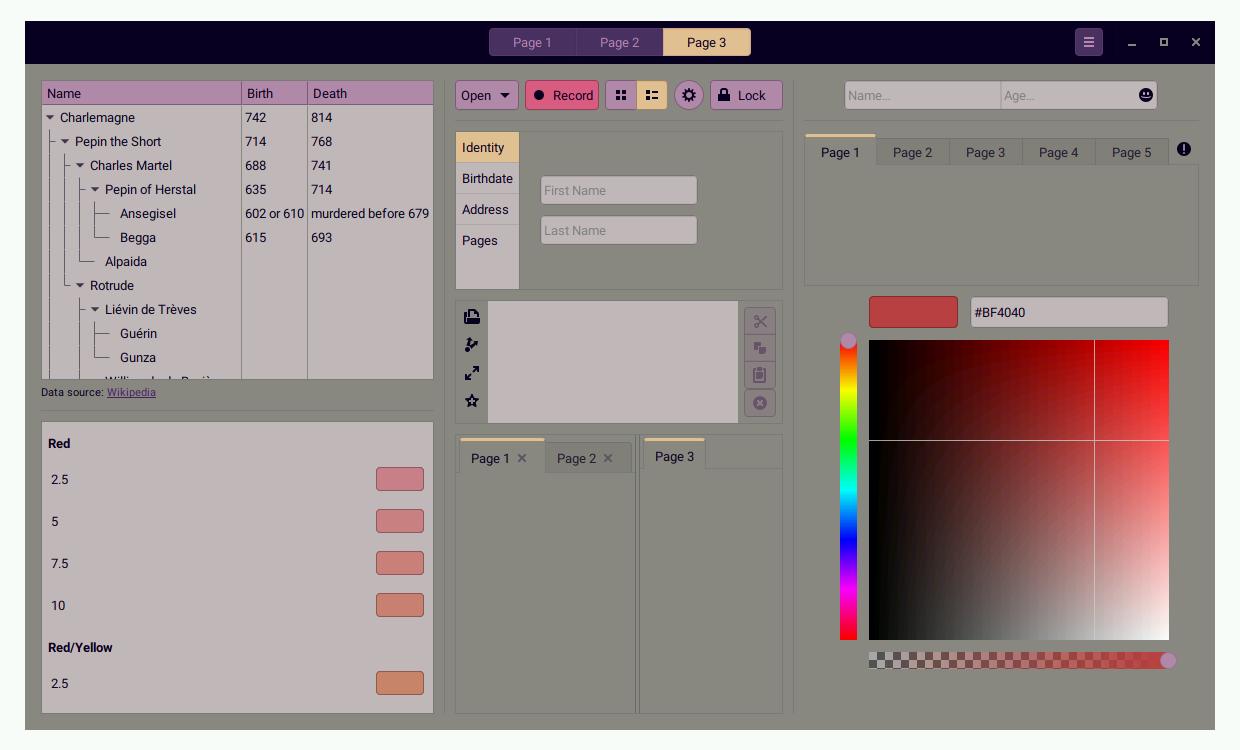 Page 1 Page 2 Page 3
Name Birth Death
Charlemagne 742 814
Pepin the Short 714 768
Charles Martel 688 741
Pepin of Herstal 635 714
Ansegisel 602 or 610 murdered before 679
Begga 615 693
Alpaida
Rotrude
Liévin de Trèves
Guérin
Gunza
Data source: Wikipedia
Red
2.5
5
7.5
10
Red/Yellow
2.5
Open Record Lock
Identity
Birthdate
Address
Pages
First Name
Last Name
Page 1 Page 2 Page 3
Name... Age...
Page 1 Page 2 Page 3 Page 4 Page 5
#BF4040